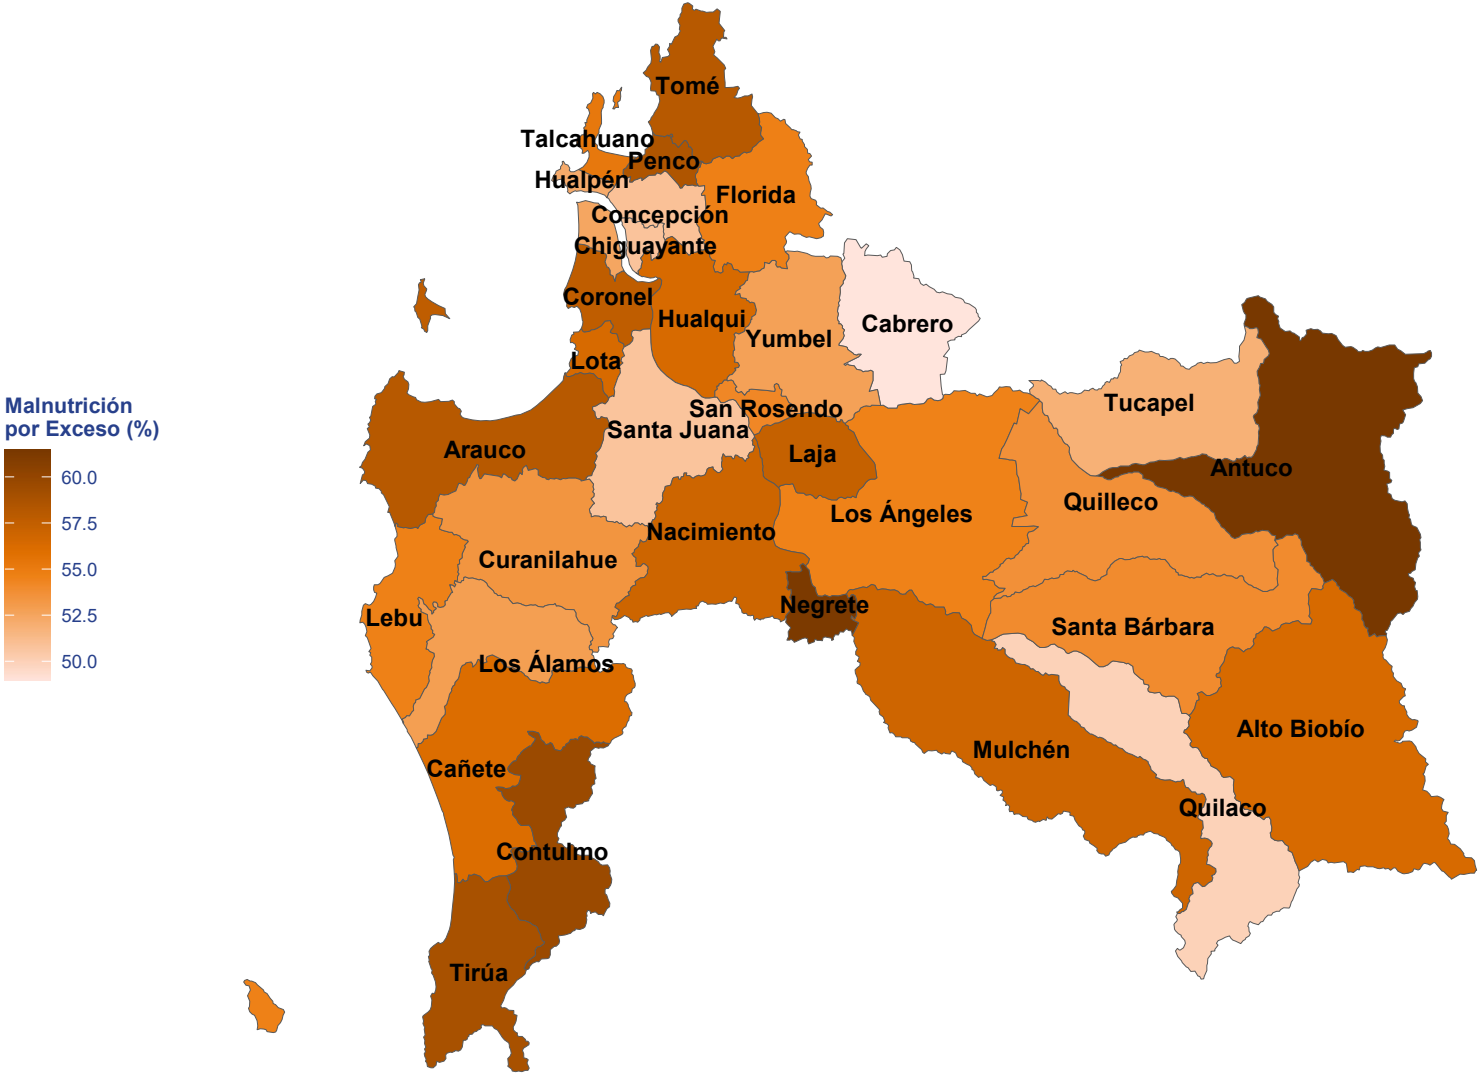 Tomé
Talcahuano
Penco
Hualpén
Florida
Concepción
Chiguayante
Coronel
Hualqui
Cabrero
Yumbel
Lota
Malnutrición
por Exceso (%)
60.0
57.5
55.0
52.5
50.0
Tucapel
San Rosendo
Santa Juana
Arauco
Laja
Antuco
Quilleco
Los Ángeles
Nacimiento
Curanilahue
Negrete
Lebu
Santa Bárbara
Los Álamos
Alto Biobío
Mulchén
Cañete
Quilaco
Contulmo
Tirúa